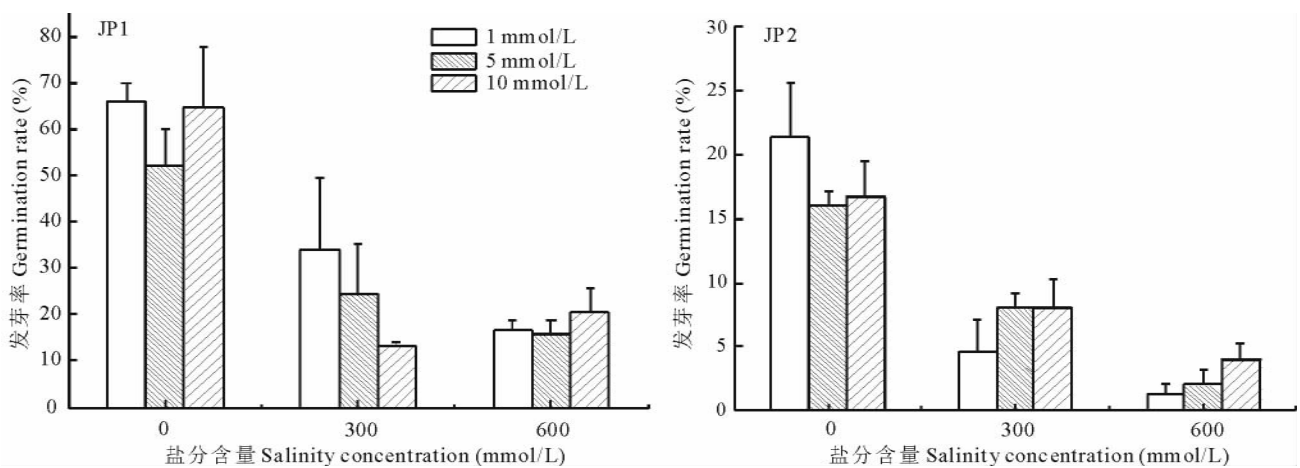 JP1
1 mmol/L
5 mmol/L
10 mmol/L
发芽率 Germination rate (%)
80
70
60
50
40
30
20
10
0
0 300 600
盐分含量 Salinity concentration (mmol/L)
JP2
发芽率 Germination rate (%)
30
25
20
15
10
5
0
0 300 600
盐分含量 Salinity concentration (mmol/L)